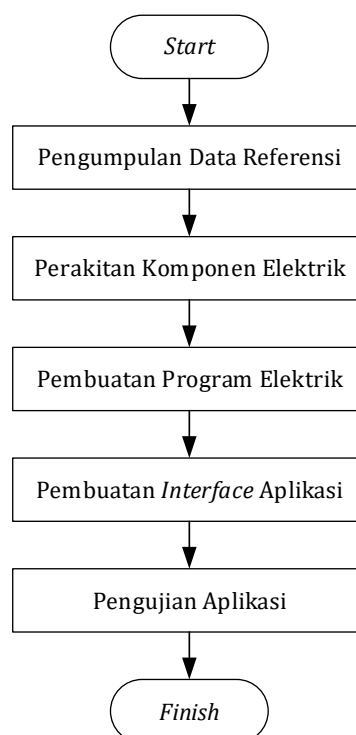 Start
Pengumpulan Data Referensi
Perakitan Komponen Elektrik
Pembuatan Program Elektrik
Pembuatan Interface Aplikasi
Pengujian Aplikasi
Finish